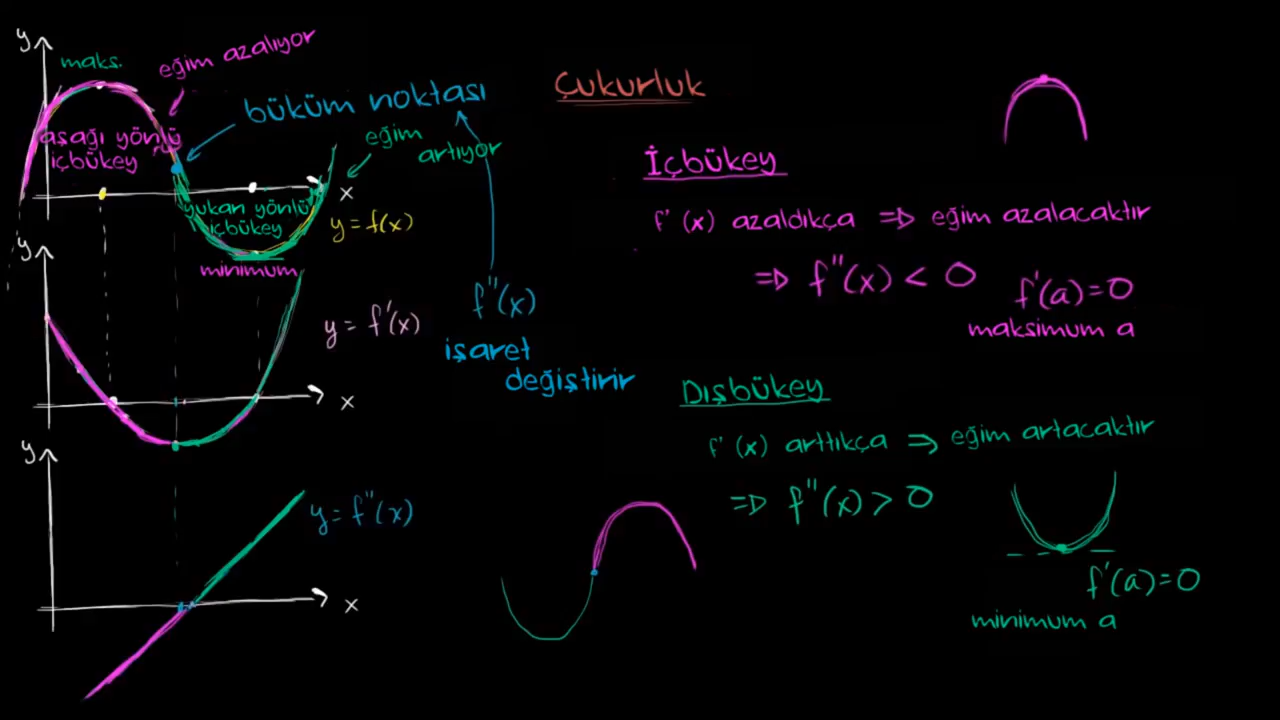 y
maks.
eğim azalıyor
aşağı yönlü
içbükey
büküm noktası
eğim
artıyor
x
yukarı yönlü
içbükey
y = f(x)
minimum
y
y = f'(x)
x
f''(x)
işaret
değiştirir
y
y = f''(x)
x
Çukurluk
İçbükey
f'(x) azaldıkça ⇒ eğim azalacaktır
⇒ f''(x) < 0
f'(a)=0
maksimum a
Dışbükey
f'(x) arttıkça ⇒ eğim artacaktır
⇒ f''(x) > 0
f'(a)=0
minimum a